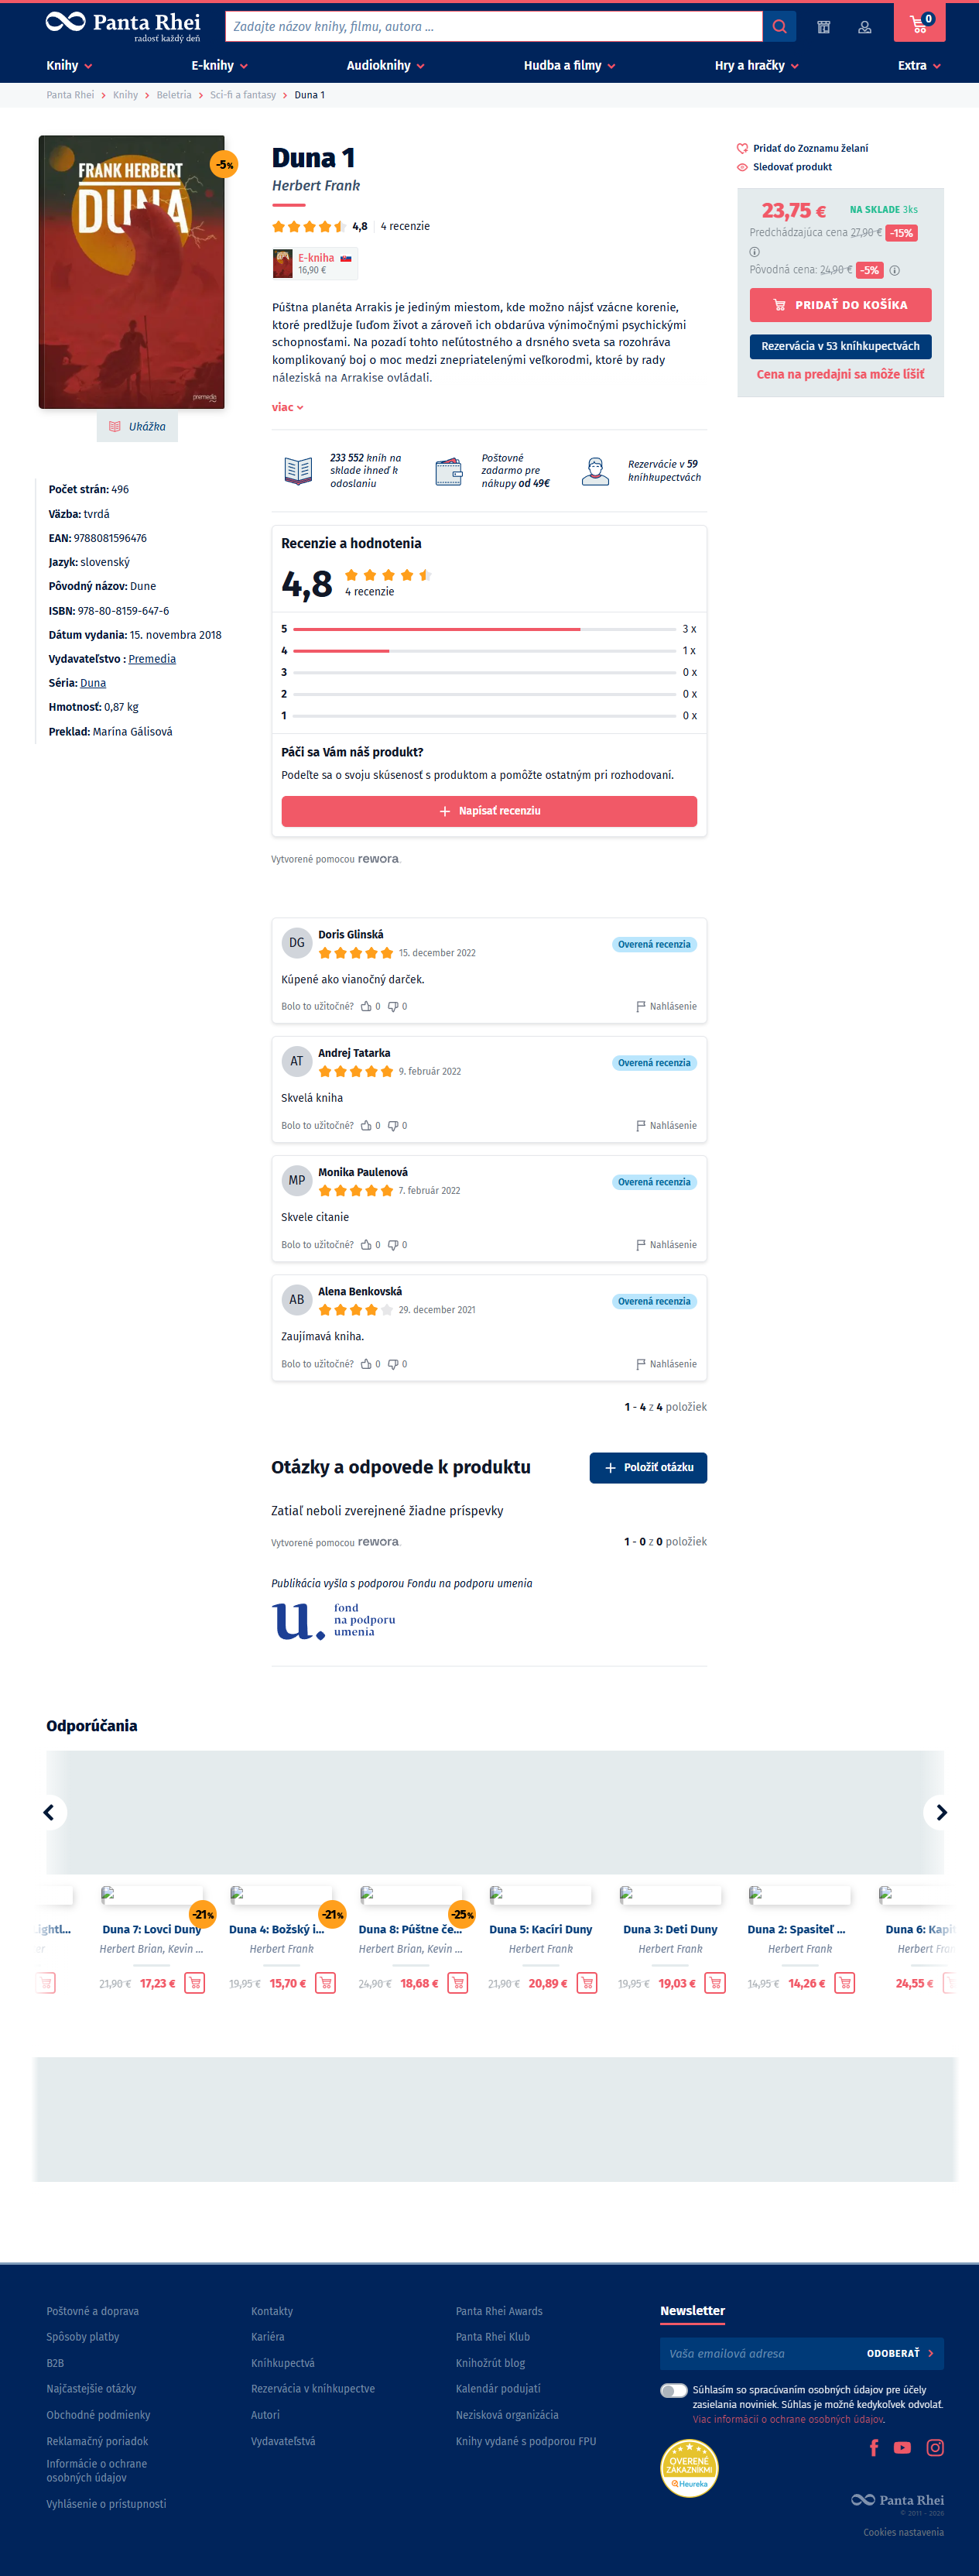 Panta Rhei
radosť každý deň
Zadajte názov knihy, filmu, autora ...
0
Knihy
E-knihy
Audioknihy
Hudba a filmy
Hry a hračky
Extra
Panta Rhei > Knihy > Beletria > Sci-fi a fantasy > Duna 1
FRANK HERBERT
DUNA
premedia
-5%
Ukážka
Počet strán: 496
Väzba: tvrdá
EAN: 9788081596476
Jazyk: slovenský
Pôvodný názov: Dune
ISBN: 978-80-8159-647-6
Dátum vydania: 15. novembra 2018
Vydavateľstvo : Premedia
Séria: Duna
Hmotnosť: 0,87 kg
Preklad: Marína Gálisová
Duna 1
Herbert Frank
4,8 4 recenzie
E-kniha
16,90 €
Púštna planéta Arrakis je jediným miestom, kde možno nájsť vzácne korenie,
ktoré predlžuje ľuďom život a zároveň ich obdarúva výnimočnými psychickými
schopnosťami. Na pozadí tohto neľútostného a drsného sveta sa rozohráva
komplikovaný boj o moc medzi znepriatelenými veľkorodmi, ktoré by rady
náleziská na Arrakise ovládali.
viac
233 552 kníh na
sklade ihneď k
odoslaniu
Poštovné
zadarmo pre
nákupy od 49€
Rezervácie v 59
kníhkupectvách
Recenzie a hodnotenia
4,8
4 recenzie
5 3 x
4 1 x
3 0 x
2 0 x
1 0 x
Páči sa Vám náš produkt?
Podeľte sa o svoju skúsenosť s produktom a pomôžte ostatným pri rozhodovaní.
Napísať recenziu
Vytvorené pomocou rewora.
DG
Doris Glinská
15. december 2022
Overená recenzia
Kúpené ako vianočný darček.
Bolo to užitočné? 0 0
Nahlásenie
AT
Andrej Tatarka
9. február 2022
Overená recenzia
Skvelá kniha
Bolo to užitočné? 0 0
Nahlásenie
MP
Monika Paulenová
7. február 2022
Overená recenzia
Skvele citanie
Bolo to užitočné? 0 0
Nahlásenie
AB
Alena Benkovská
29. december 2021
Overená recenzia
Zaujímavá kniha.
Bolo to užitočné? 0 0
Nahlásenie
1 - 4 z 4 položiek
Otázky a odpovede k produktu
Položiť otázku
Zatiaľ neboli zverejnené žiadne príspevky
Vytvorené pomocou rewora.
1 - 0 z 0 položiek
Publikácia vyšla s podporou Fondu na podporu umenia
u.
fond
na podporu
umenia
Pridať do Zoznamu želaní
Sledovať produkt
23,75 €
NA SKLADE 3ks
Predchádzajúca cena 27,90 € -15%
Pôvodná cena: 24,90 € -5%
PRIDAŤ DO KOŠÍKA
Rezervácia v 53 kníhkupectvách
Cena na predajni sa môže líšiť
Odporúčania
-21%
Duna 7: Lovci Duny
Herbert Brian, Kevin ...
21,90 € 17,23 €
-21%
Duna 4: Božský i...
Herbert Frank
19,95 € 15,70 €
-25%
Duna 8: Púštne če...
Herbert Brian, Kevin ...
24,90 € 18,68 €
Duna 5: Kacíri Duny
Herbert Frank
21,90 € 20,89 €
Duna 3: Deti Duny
Herbert Frank
19,95 € 19,03 €
Duna 2: Spasiteľ ...
Herbert Frank
14,95 € 14,26 €
Duna 6: Kapi
Herbert Fran
24,55 €
Poštovné a doprava
Spôsoby platby
B2B
Najčastejšie otázky
Obchodné podmienky
Reklamačný poriadok
Informácie o ochrane
osobných údajov
Vyhlásenie o prístupnosti
Kontakty
Kariéra
Kníhkupectvá
Rezervácia v kníhkupectve
Autori
Vydavateľstvá
Panta Rhei Awards
Panta Rhei Klub
Knihožrút blog
Kalendár podujatí
Nezisková organizácia
Knihy vydané s podporou FPU
Newsletter
Vaša emailová adresa
ODOBERAŤ
Súhlasím so spracúvaním osobných údajov pre účely
zasielania noviniek. Súhlas je možné kedykoľvek odvolať.
Viac informácií o ochrane osobných údajov.
OVERENÉ
ZÁKAZNÍKMI
Heureka
Panta Rhei
© 2011 - 2026
Cookies nastavenia